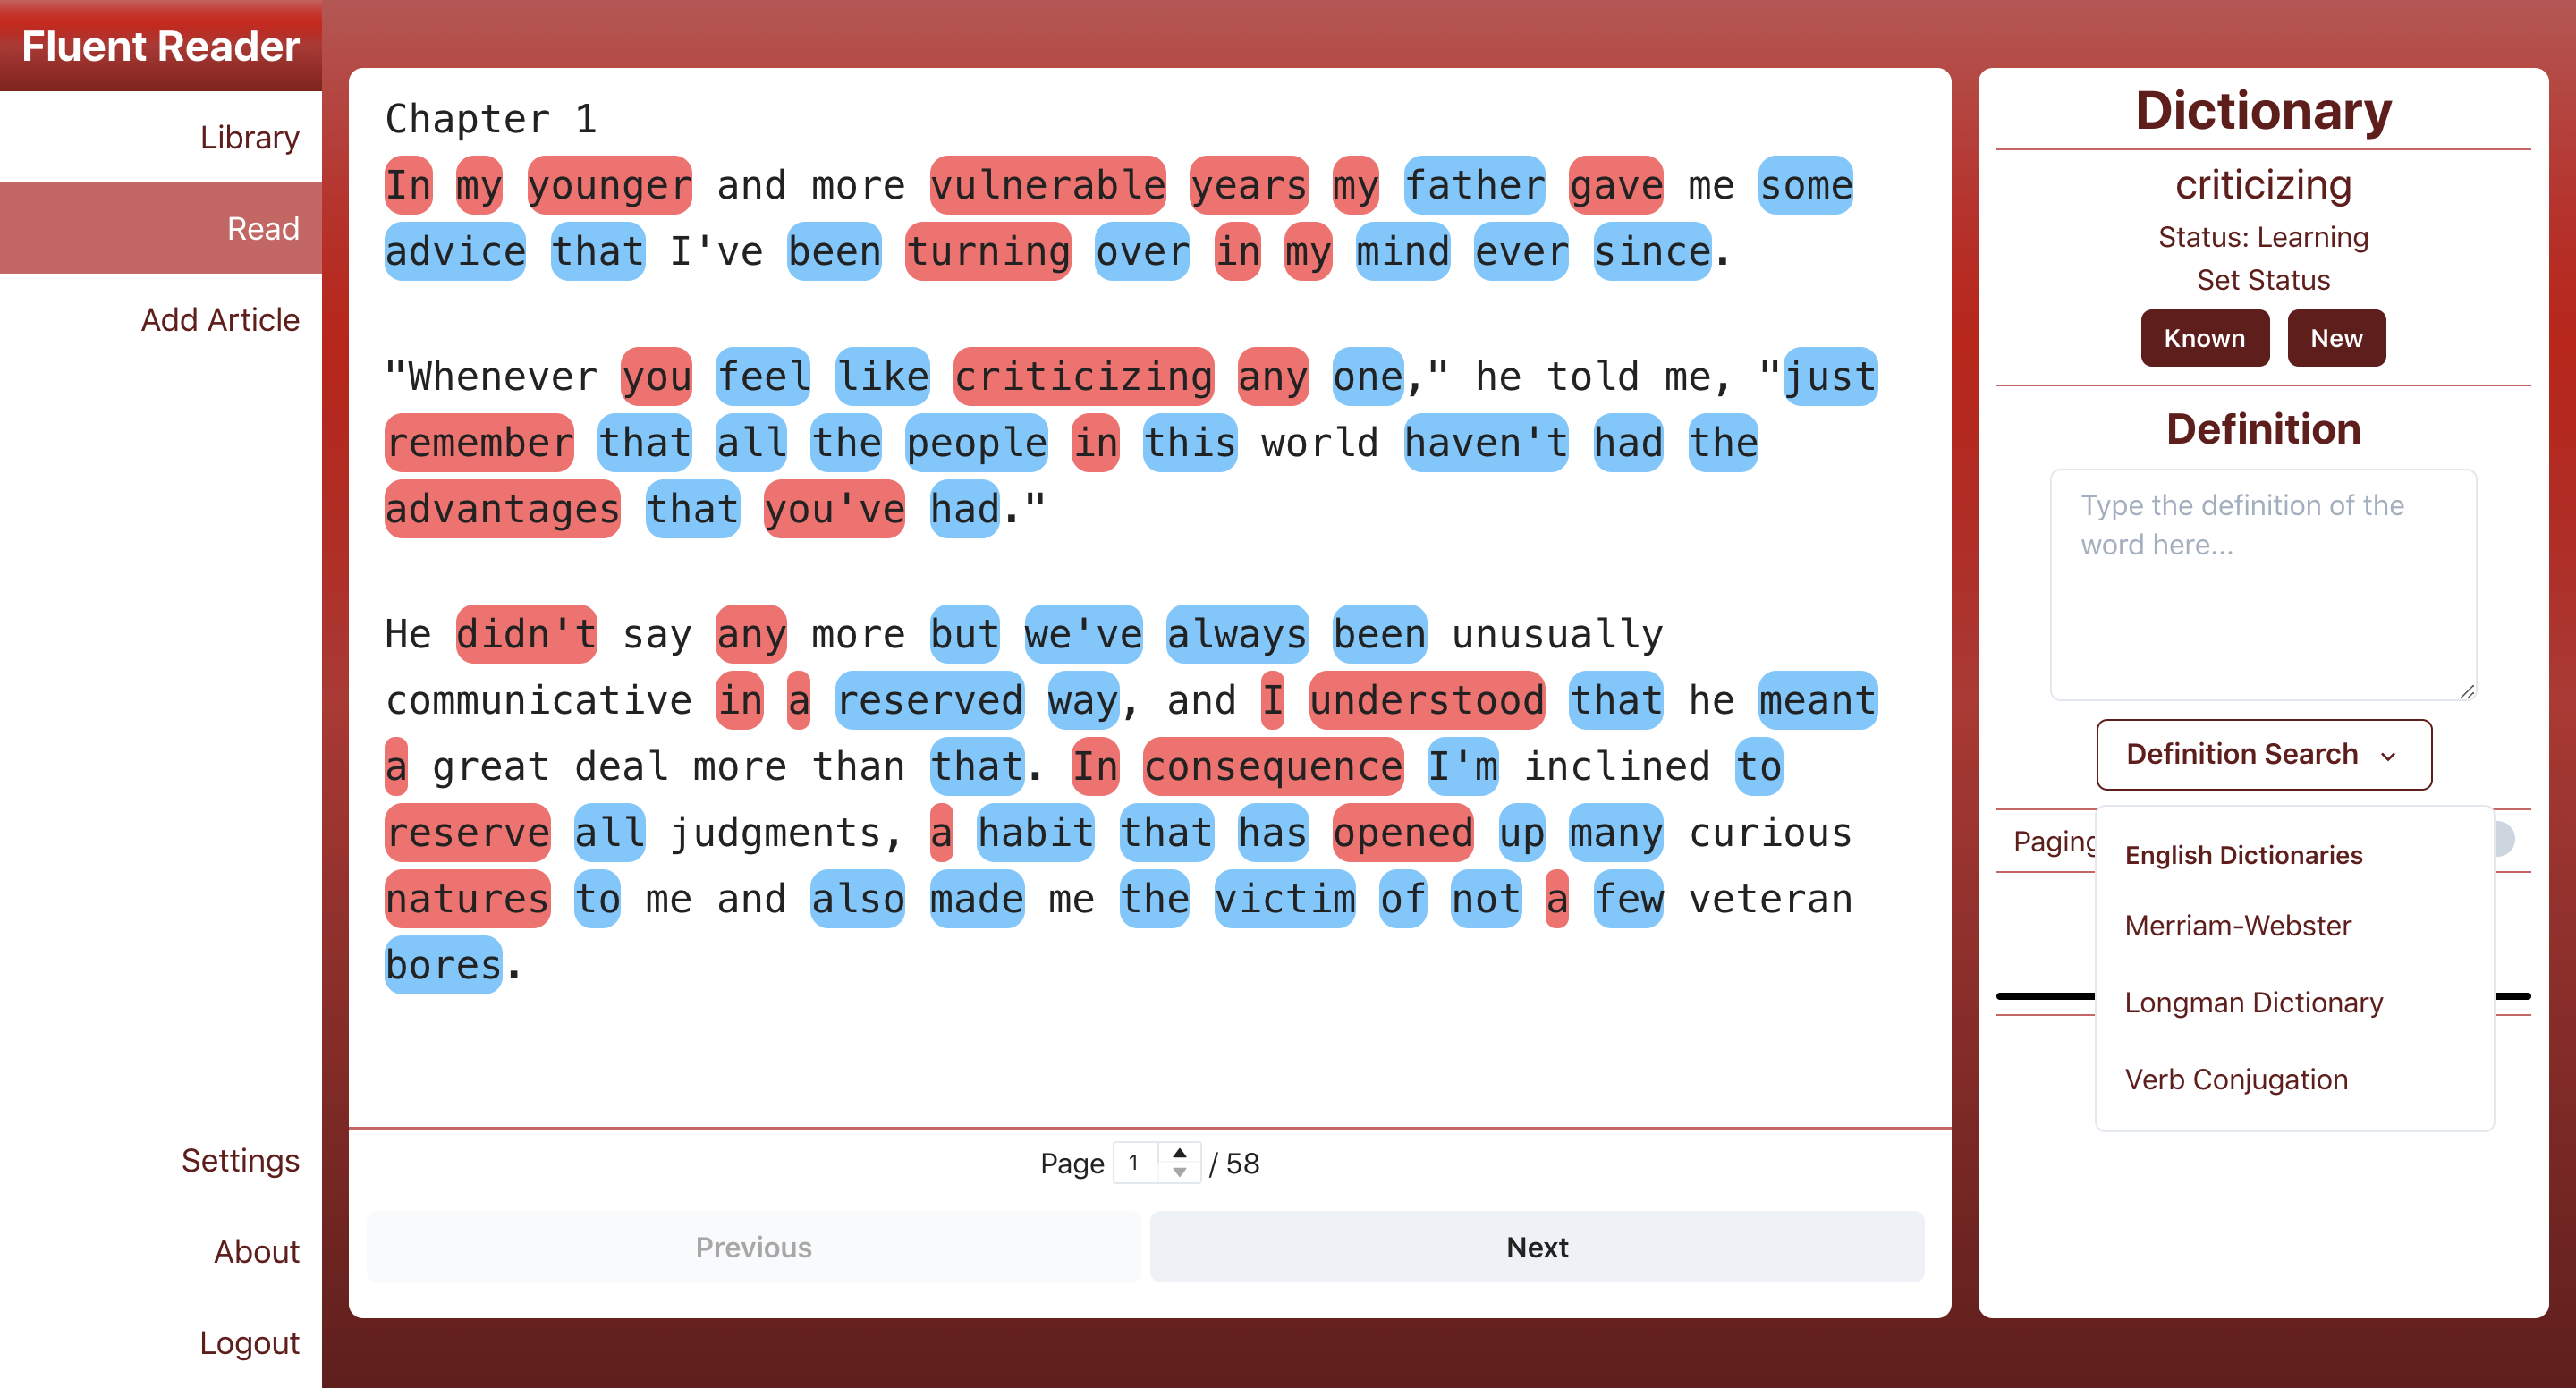 Fluent Reader
Library
Read
Add Article
Settings
About
Logout
Chapter 1
In my younger and more vulnerable years my father gave me some
advice that I've been turning over in my mind ever since.
"Whenever you feel like criticizing any one," he told me, "just
remember that all the people in this world haven't had the
advantages that you've had."
He didn't say any more but we've always been unusually
communicative in a reserved way, and I understood that he meant
a great deal more than that. In consequence I'm inclined to
reserve all judgments, a habit that has opened up many curious
natures to me and also made me the victim of not a few veteran
bores.
Page 1 / 58
Previous
Next
Dictionary
criticizing
Status: Learning
Set Status
Known New
Definition
Type the definition of the
word here...
Definition Search
Paging
English Dictionaries
Merriam-Webster
Longman Dictionary
Verb Conjugation